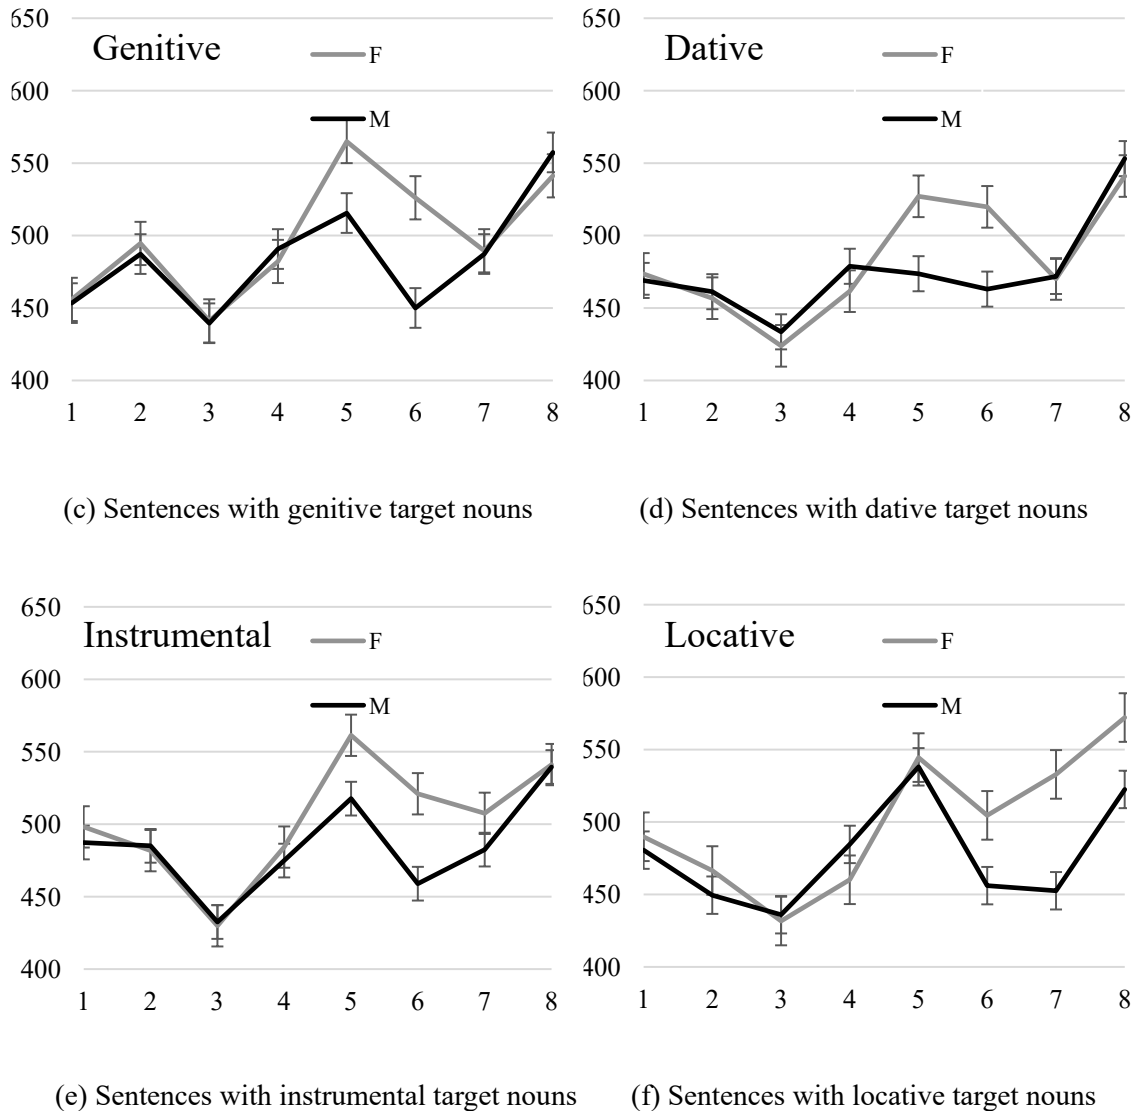 Genitive
F
M
650
600
550
500
450
400
1 2 3 4 5 6 7 8
(c) Sentences with genitive target nouns
Dative
F
M
650
600
550
500
450
400
1 2 3 4 5 6 7 8
(d) Sentences with dative target nouns
Instrumental
F
M
650
600
550
500
450
400
1 2 3 4 5 6 7 8
(e) Sentences with instrumental target nouns
Locative
F
M
650
600
550
500
450
400
1 2 3 4 5 6 7 8
(f) Sentences with locative target nouns